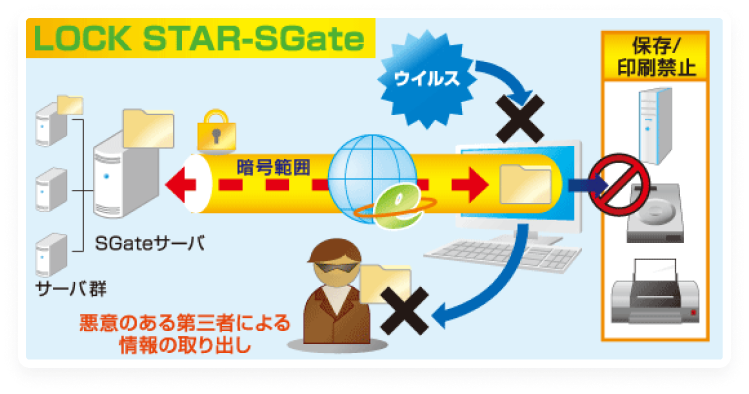 LOCK STAR-SGate
ウイルス
保存/
印刷禁止
暗号範囲
SGateサーバ
サーバ群
悪意のある第三者による
情報の取り出し